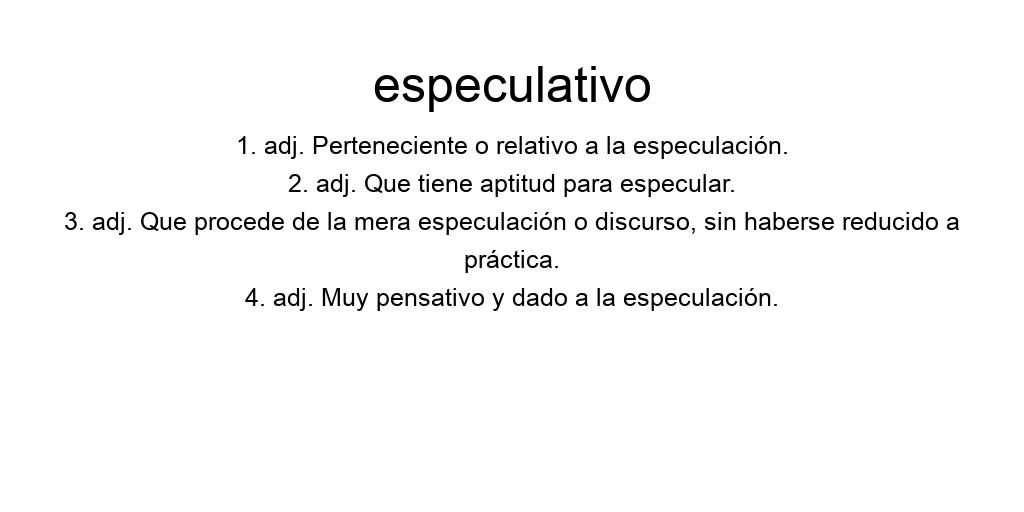 especulativo
1. adj. Perteneciente o relativo a la especulación.
2. adj. Que tiene aptitud para especular.
3. adj. Que procede de la mera especulación o discurso, sin haberse reducido a
práctica.
4. adj. Muy pensativo y dado a la especulación.